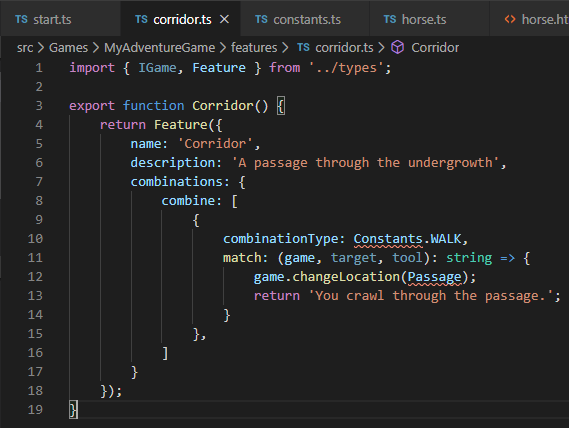 TS start.ts TS corridor.ts × TS constants.ts TS horse.ts <> horse.ht
src > Games > MyAdventureGame > features > TS corridor.ts > Corridor
1 import { IGame, Feature } from '../types';
2
3 export function Corridor() {
4     return Feature({
5         name: 'Corridor',
6         description: 'A passage through the undergrowth',
7         combinations: {
8             combine: [
9                 {
10                     combinationType: Constants.WALK,
11                     match: (game, target, tool): string => {
12                         game.changeLocation(Passage);
13                         return 'You crawl through the passage.';
14                     }
15                 },
16             ]
17         }
18     });
19 }